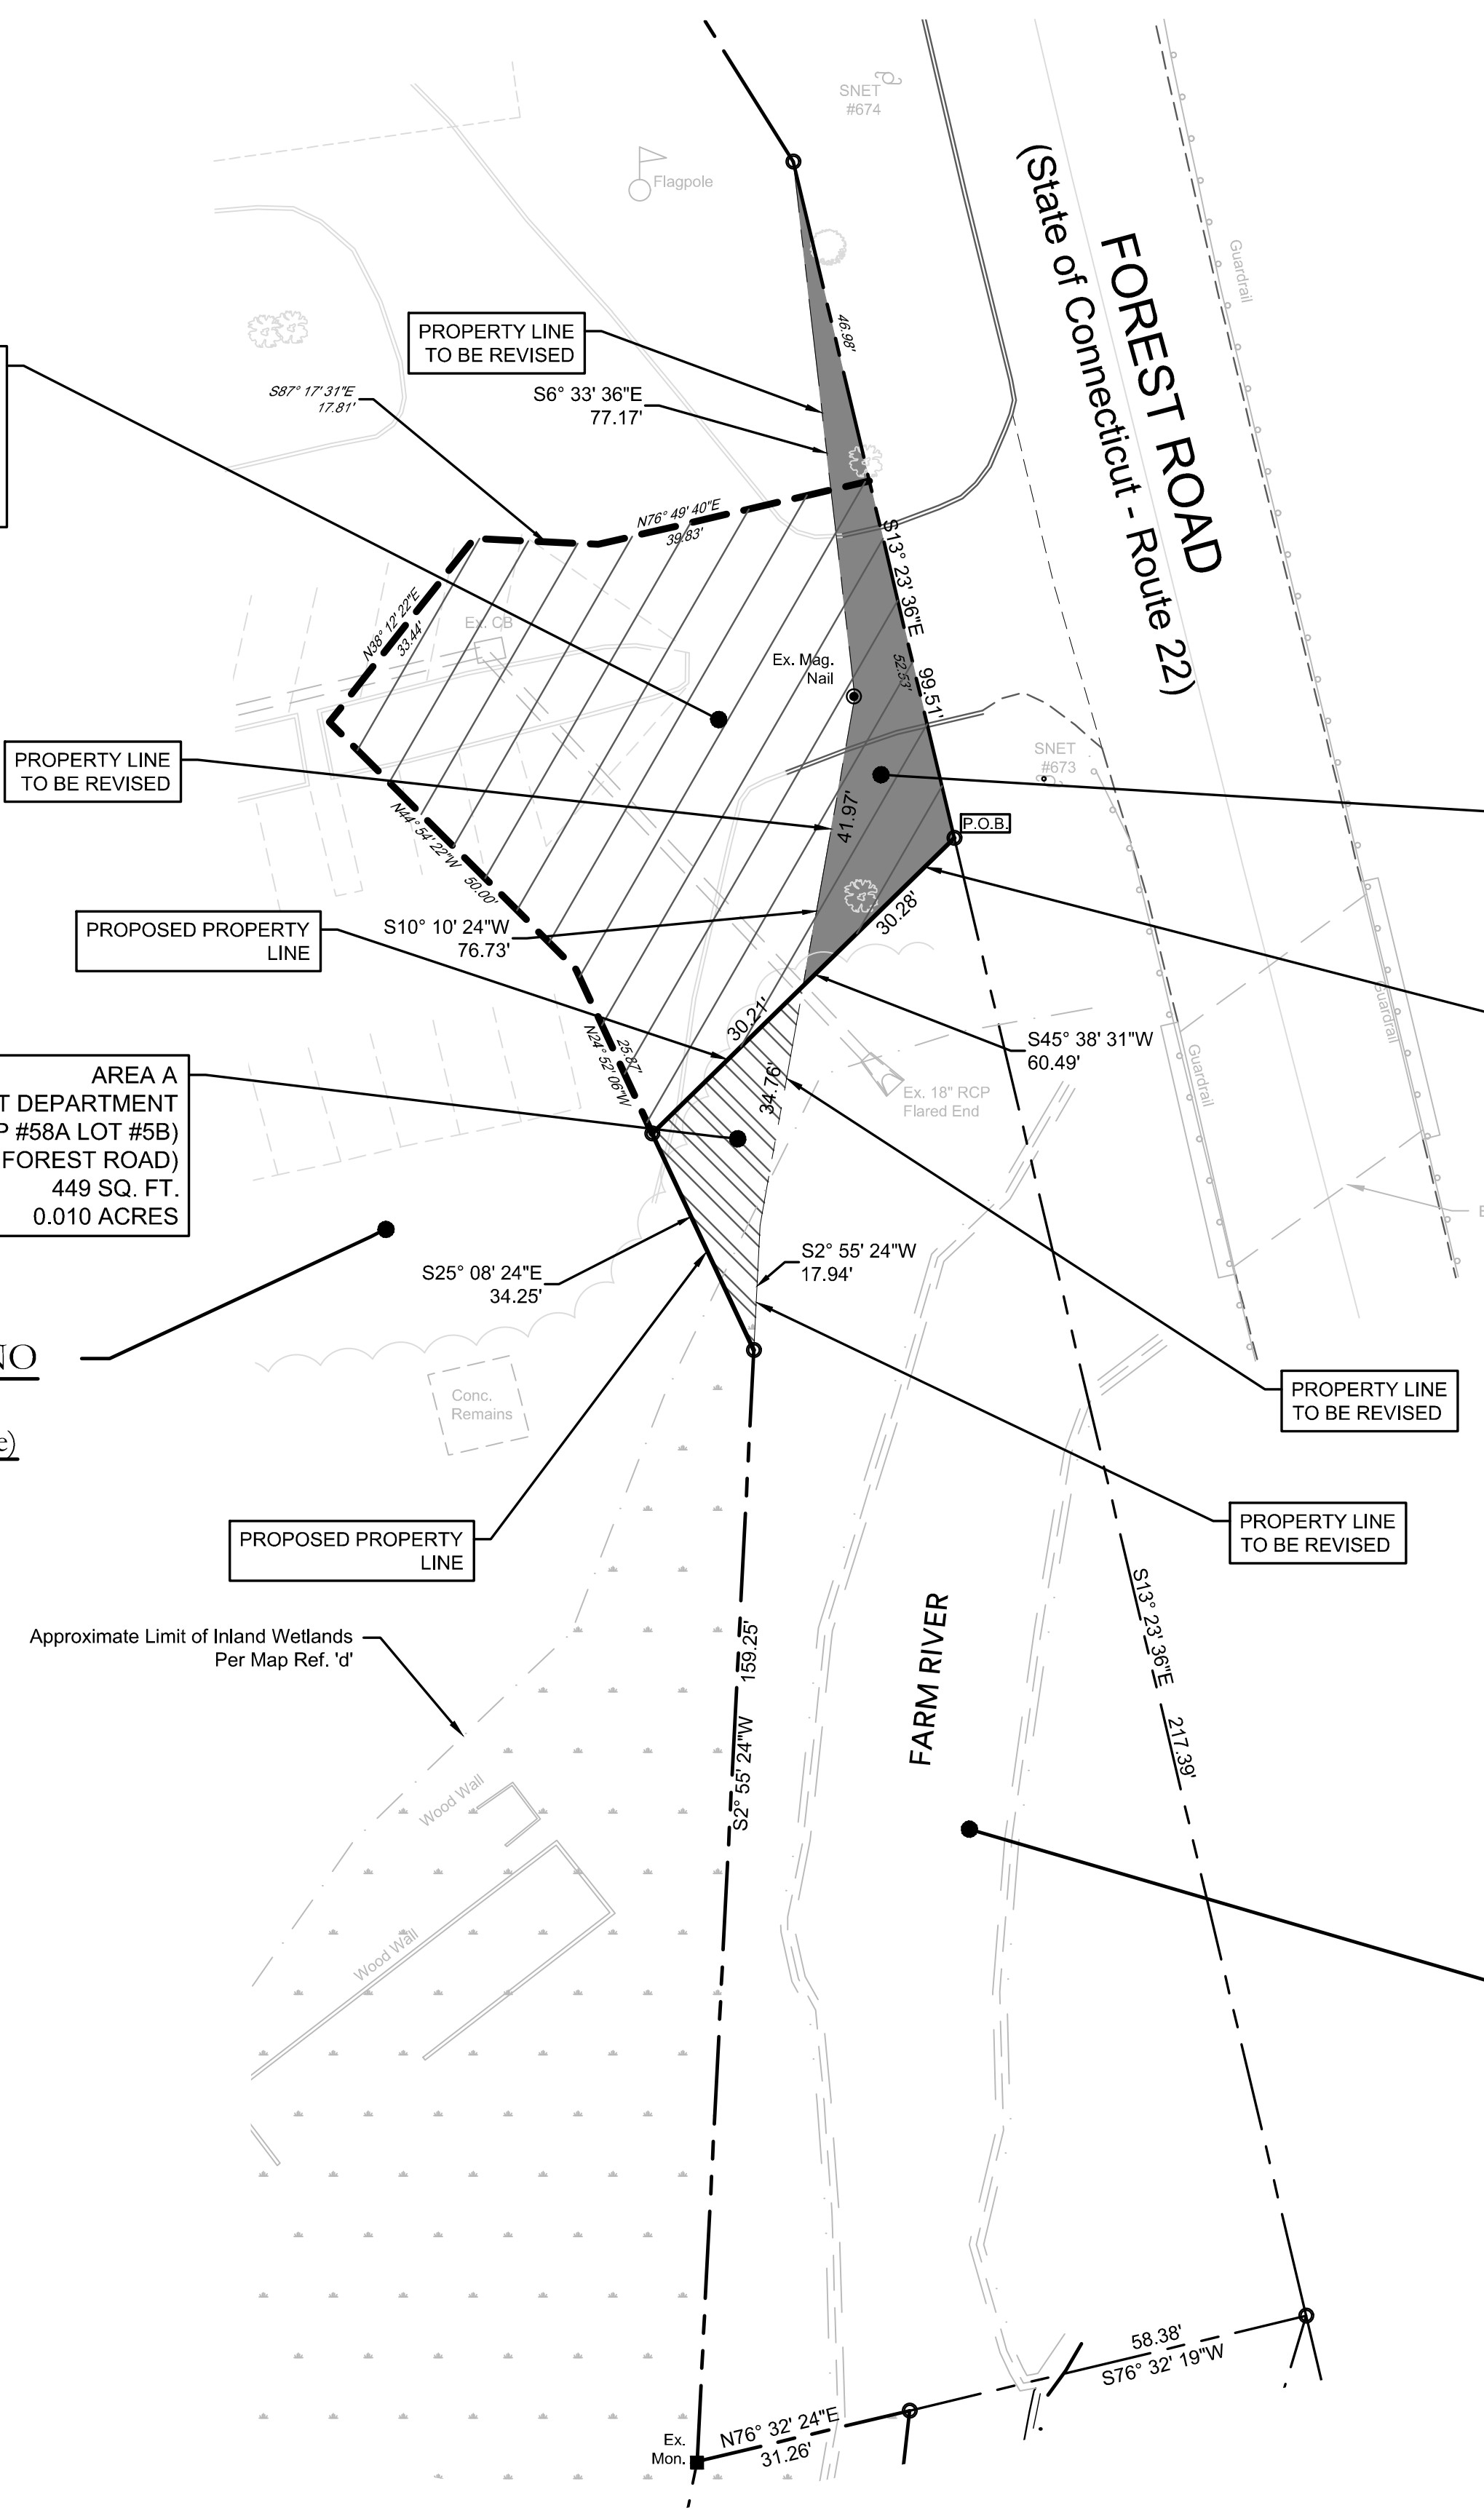 SNET
#674
Flagpole
FOREST ROAD
(State of Connecticut - Route 22)
Guardrail
PROPERTY LINE
TO BE REVISED
46.98'
S87° 17' 31"E
17.81'
S6° 33' 36"E
77.17'
N76° 49' 40"E
39.83'
S13° 23' 36"E 99.51'
52.53'
N38° 12' 22"E
33.44'
Ex. CB
Ex. Mag.
Nail
PROPERTY LINE
TO BE REVISED
SNET
#673
41.97'
P.O.B.
N44° 54' 22"W 50.00'
PROPOSED PROPERTY
LINE
S10° 10' 24"W
76.73'
30.28'
Guardrail
30.21'
N24° 52' 06"W
25.87'
S45° 38' 31"W
60.49'
Guardrail
AREA A
T DEPARTMENT
P #58A LOT #5B)
FOREST ROAD)
449 SQ. FT.
0.010 ACRES
34.76'
Ex. 18" RCP
Flared End
E
S25° 08' 24"E
34.25'
S2° 55' 24"W
17.94'
NO
e)
Conc.
Remains
PROPERTY LINE
TO BE REVISED
PROPERTY LINE
TO BE REVISED
PROPOSED PROPERTY
LINE
Approximate Limit of Inland Wetlands
Per Map Ref. 'd'
S2° 55' 24"W 159.25'
FARM RIVER
S13° 23' 36"E 217.39'
Wood Wall
Wood Wall
58.38'
S76° 32' 19"W
Ex.
Mon.
N76° 32' 24"E
31.26'